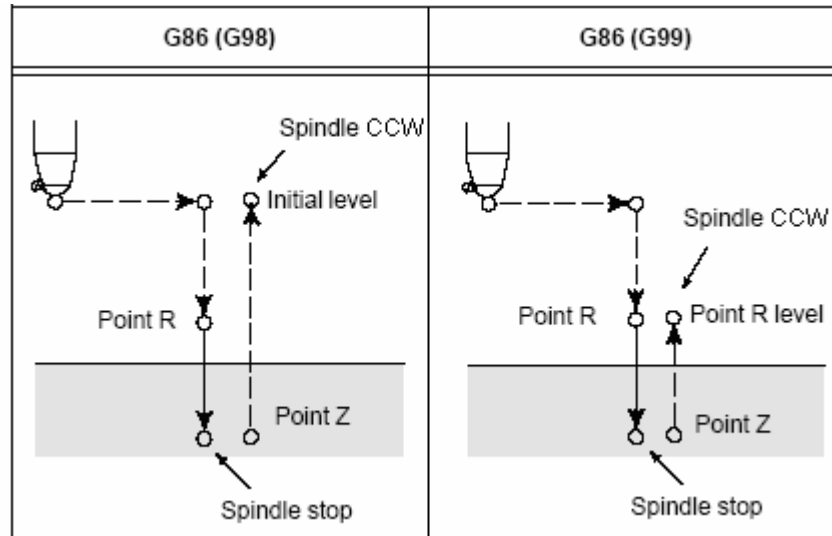 G86 (G98)
G86 (G99)
Spindle CCW
Initial level
Point R
Point Z
Spindle stop
Spindle CCW
Point R
Point R level
Point Z
Spindle stop